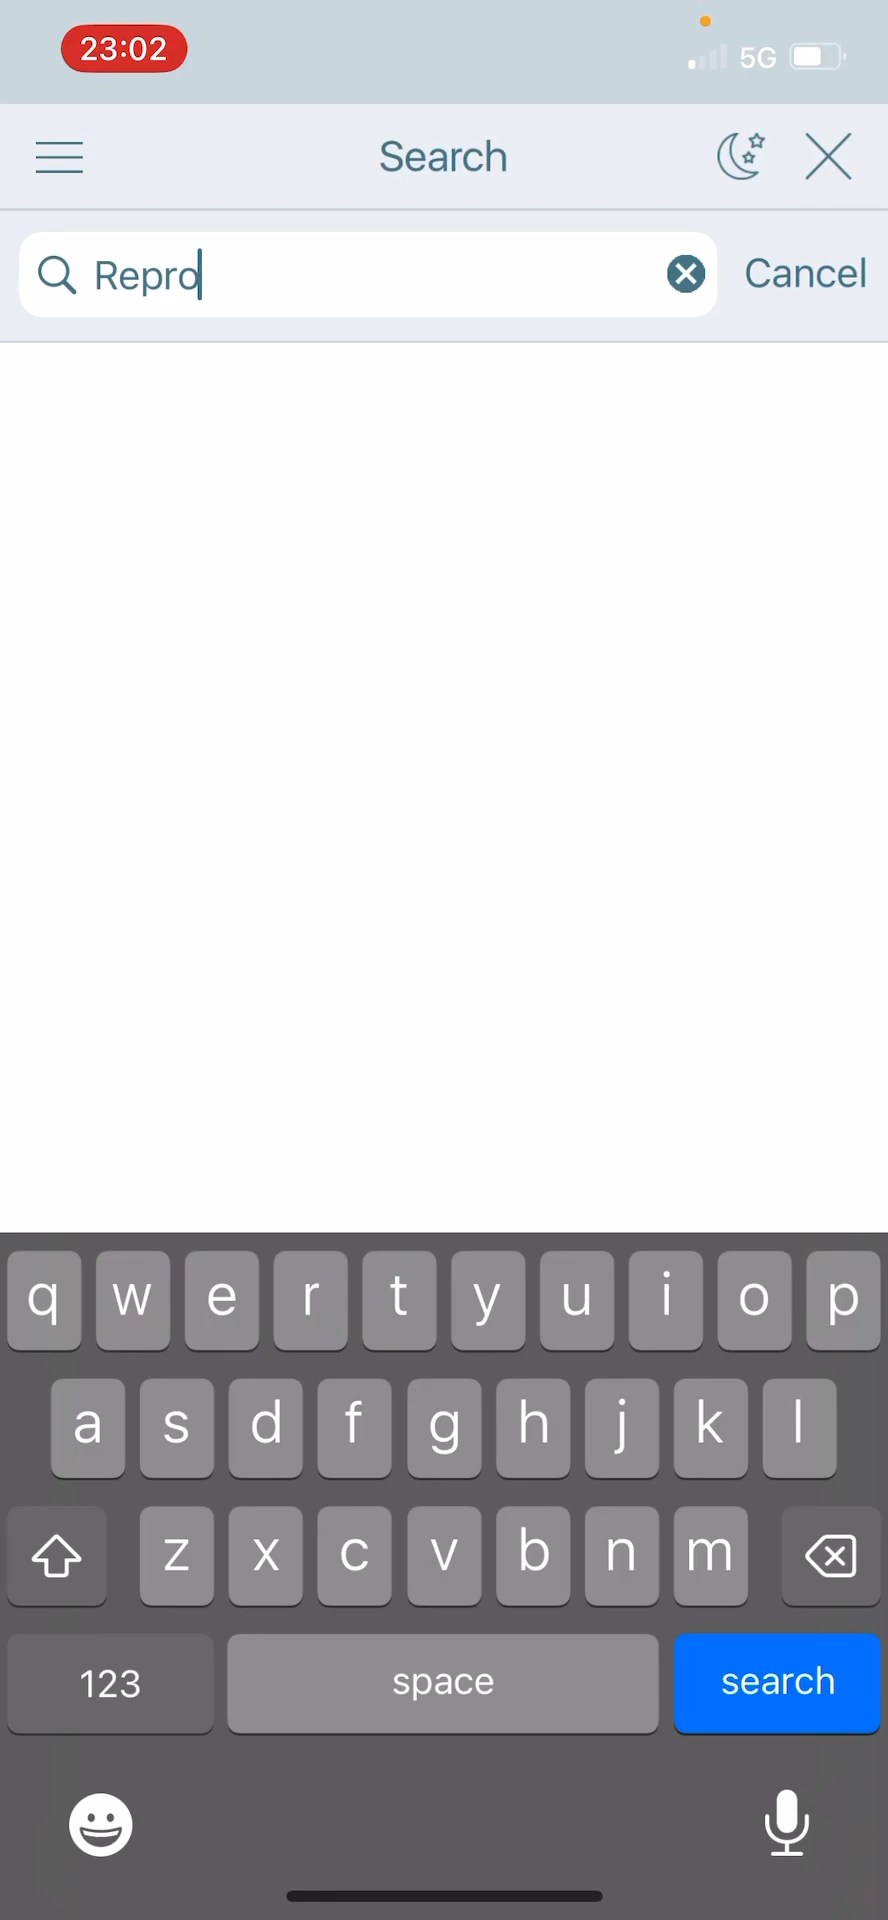 23:02 5G
Search
Repro Cancel
q w e r t y u i o p
a s d f g h j k l
z x c v b n m
123 space search